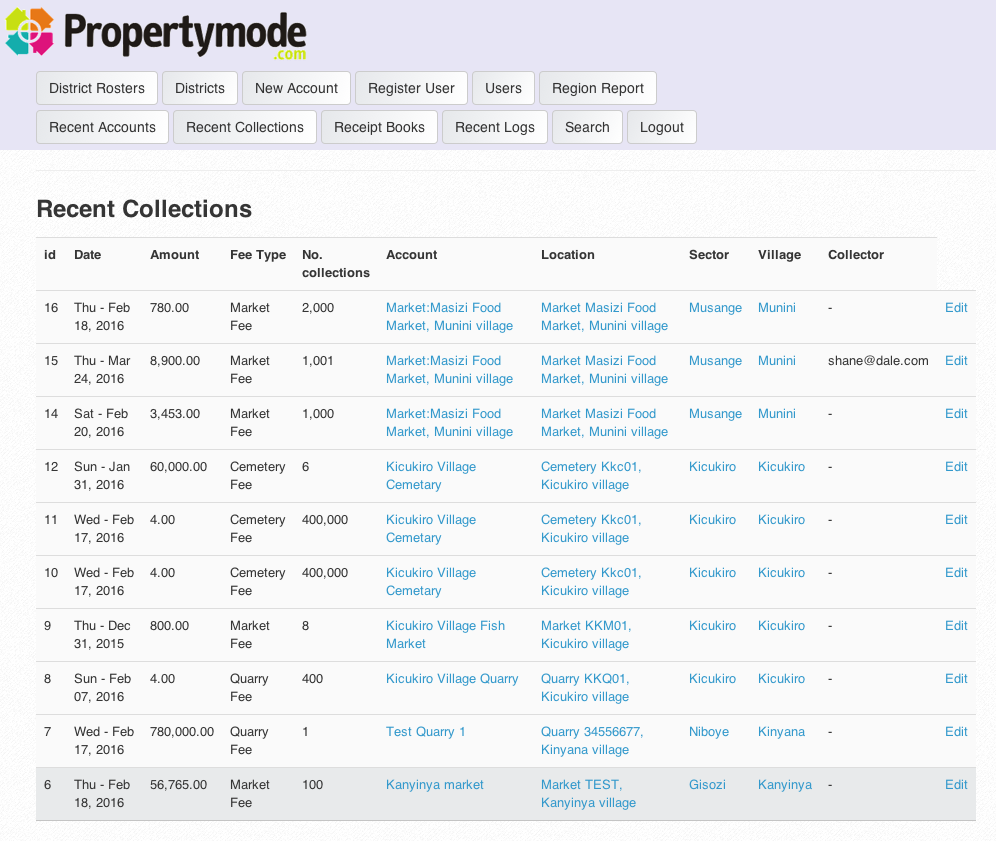 Propertymode
.com
District Rosters Districts New Account Register User Users Region Report
Recent Accounts Recent Collections Receipt Books Recent Logs Search Logout
Recent Collections
id Date Amount Fee Type No. Account Location Sector Village Collector
collections
16 Thu - Feb 780.00 Market 2,000 Market:Masizi Food Market Masizi Food Musange Munini - Edit
18, 2016 Fee Market, Munini village Market, Munini village
15 Thu - Mar 8,900.00 Market 1,001 Market:Masizi Food Market Masizi Food Musange Munini shane@dale.com Edit
24, 2016 Fee Market, Munini village Market, Munini village
14 Sat - Feb 3,453.00 Market 1,000 Market:Masizi Food Market Masizi Food Musange Munini - Edit
20, 2016 Fee Market, Munini village Market, Munini village
12 Sun - Jan 60,000.00 Cemetery 6 Kicukiro Village Cemetery Kkc01, Kicukiro Kicukiro - Edit
31, 2016 Fee Cemetary Kicukiro village
11 Wed - Feb 4.00 Cemetery 400,000 Kicukiro Village Cemetery Kkc01, Kicukiro Kicukiro - Edit
17, 2016 Fee Cemetary Kicukiro village
10 Wed - Feb 4.00 Cemetery 400,000 Kicukiro Village Cemetery Kkc01, Kicukiro Kicukiro - Edit
17, 2016 Fee Cemetary Kicukiro village
9 Thu - Dec 800.00 Market 8 Kicukiro Village Fish Market KKM01, Kicukiro Kicukiro - Edit
31, 2015 Fee Market Kicukiro village
8 Sun - Feb 4.00 Quarry 400 Kicukiro Village Quarry Quarry KKQ01, Kicukiro Kicukiro - Edit
07, 2016 Fee Kicukiro village
7 Wed - Feb 780,000.00 Quarry 1 Test Quarry 1 Quarry 34556677, Niboye Kinyana - Edit
17, 2016 Fee Kinyana village
6 Thu - Feb 56,765.00 Market 100 Kanyinya market Market TEST, Gisozi Kanyinya - Edit
18, 2016 Fee Kanyinya village